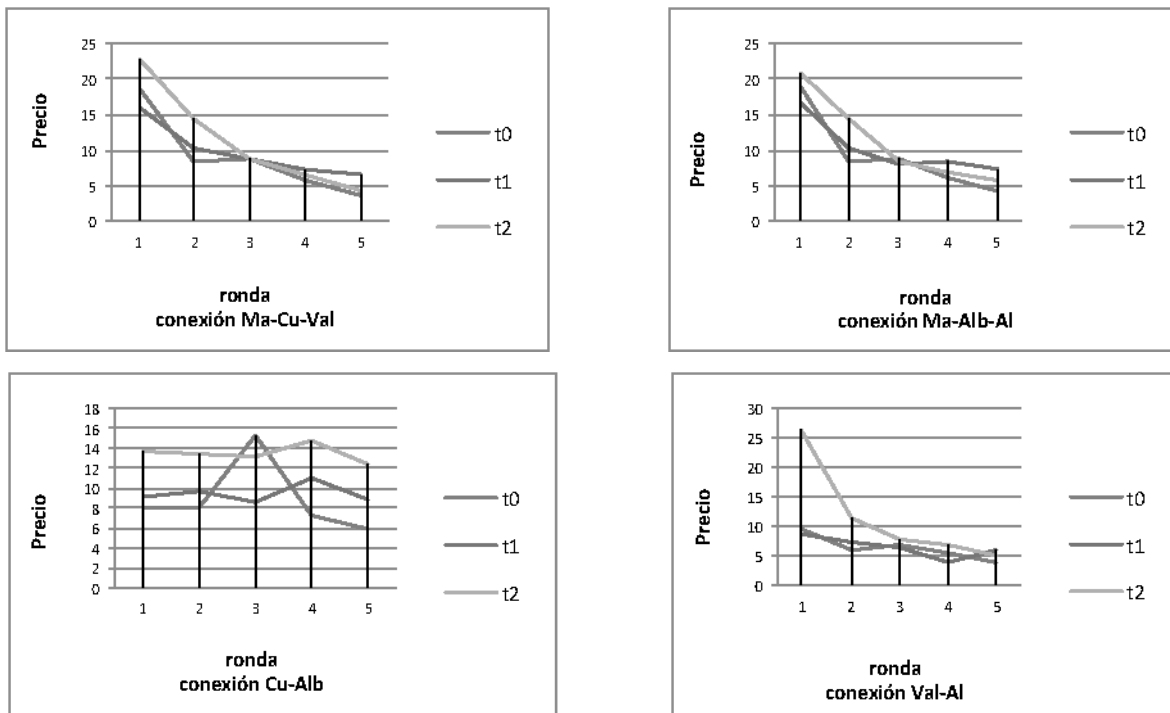 25
20
15
10
5
0
Precio
1 2 3 4 5
ronda
conexión Ma-Cu-Val
t0
t1
t2
25
20
15
10
5
0
Precio
1 2 3 4 5
ronda
conexión Ma-Alb-Al
t0
t1
t2
18
16
14
12
10
8
6
4
2
0
Precio
1 2 3 4 5
ronda
conexión Cu-Alb
t0
t1
t2
30
25
20
15
10
5
0
Precio
1 2 3 4 5
ronda
conexión Val-Al
t0
t1
t2